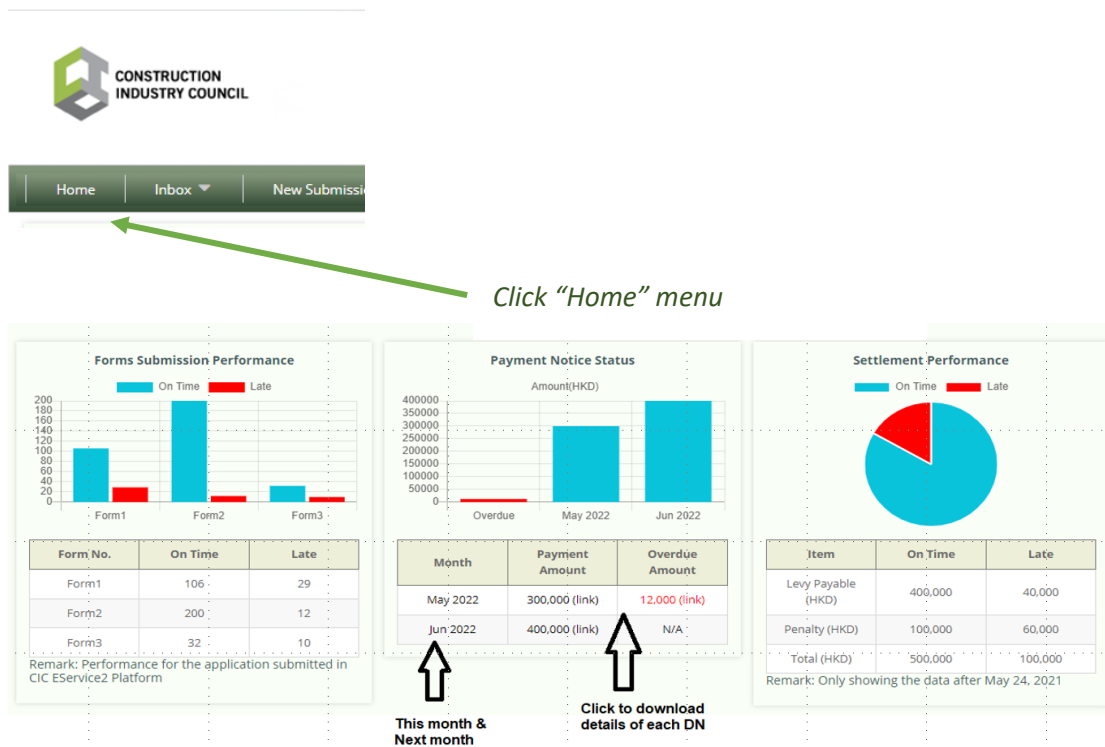 CONSTRUCTION
INDUSTRY COUNCIL
Home Inbox New Submissi
Click “Home” menu
Forms Submission Performance
On Time Late
200
180
160
140
120
100
80
60
40
20
0
Form1 Form2 Form3
Form No. On Time Late
Form1 106 29
Form2 200 12
Form3 32 10
Remark: Performance for the application submitted in
CIC EService2 Platform
Payment Notice Status
Amount(HKD)
400000
350000
300000
250000
200000
150000
100000
50000
0
Overdue May 2022 Jun 2022
Month Payment Amount Overdue Amount
May 2022 300,000 (link) 12,000 (link)
Jun 2022 400,000 (link) N/A
This month &
Next month
Click to download
details of each DN
Settlement Performance
On Time Late
Item On Time Late
Levy Payable (HKD) 400,000 40,000
Penalty (HKD) 100,000 60,000
Total (HKD) 500,000 100,000
Remark: Only showing the data after May 24, 2021